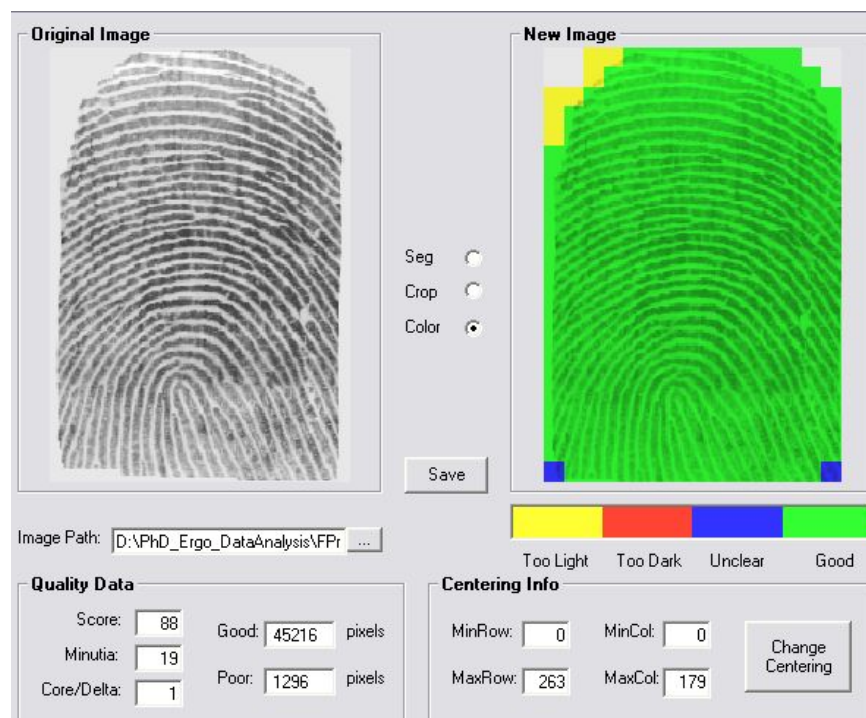 Original Image
New Image
Seg
Crop
Color
Save
Image Path: D:\PhD_Ergo_DataAnalysis\FPr ...
Too Light Too Dark Unclear Good
Quality Data
Score: 88
Minutia: 19
Core/Delta: 1
Good: 45216 pixels
Poor: 1296 pixels
Centering Info
MinRow: 0 MinCol: 0
MaxRow: 263 MaxCol: 179
Change
Centering